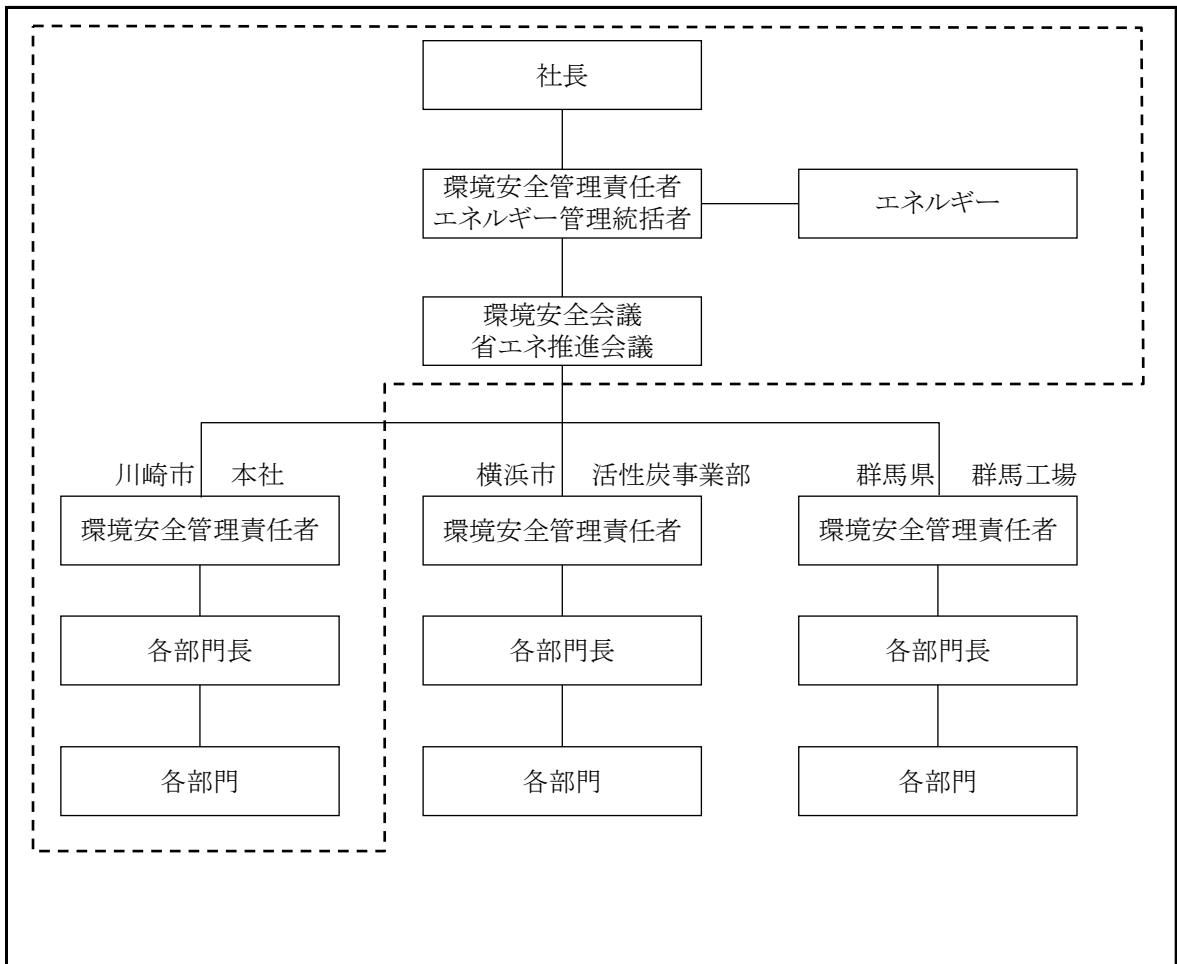 社長
環境安全管理責任者
エネルギー管理統括者
エネルギー
環境安全会議
省エネ推進会議
川崎市 本社
横浜市 活性炭事業部
群馬県 群馬工場
環境安全管理責任者
環境安全管理責任者
環境安全管理責任者
各部門長
各部門長
各部門長
各部門
各部門
各部門